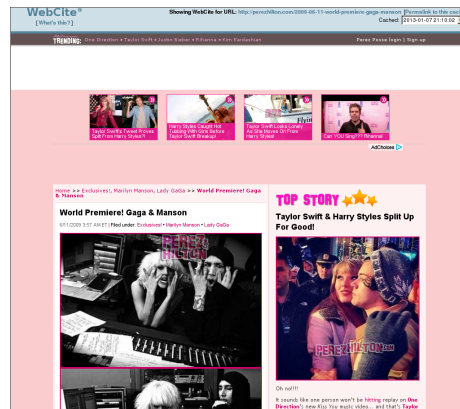 WebCite®
[What's this?]
Showing WebCite for URL: http://perezhilton.com/2009-06-11-world-premiere-gaga-manson [Permalink to this
Cached: 2013-01-07 21:10:02
TRENDING: One Direction • Taylor Swift • Justin Bieber • Rihanna • Kim Kardashian
Perez Posse login | Sign up
Taylor Swift's Tweet Proves
Split From Harry Styles?!
Harry Styles Caught Hot
Tubbing With Girls Before
Taylor Swift Breakup!
Taylor Swift Looks Lonely
As She Moves On From
Harry Styles!
Can YOU Sing??? Rihanna!
AdChoices
Home >> Exclusives!, Marilyn Manson, Lady GaGa >> World Premiere! Gaga
& Manson
World Premiere! Gaga & Manson
6/11/2009 3:57 AM ET | Filed under: Exclusives! • Marilyn Manson • Lady GaGa
PEREZ
HILTON
TOP STORY
Taylor Swift & Harry Styles Split Up
For Good!
PEREZHILTON.COM
Oh no!!!!
It sounds like one person won't be hitting replay on One
Direction's new Kiss You music video... and that's Taylor